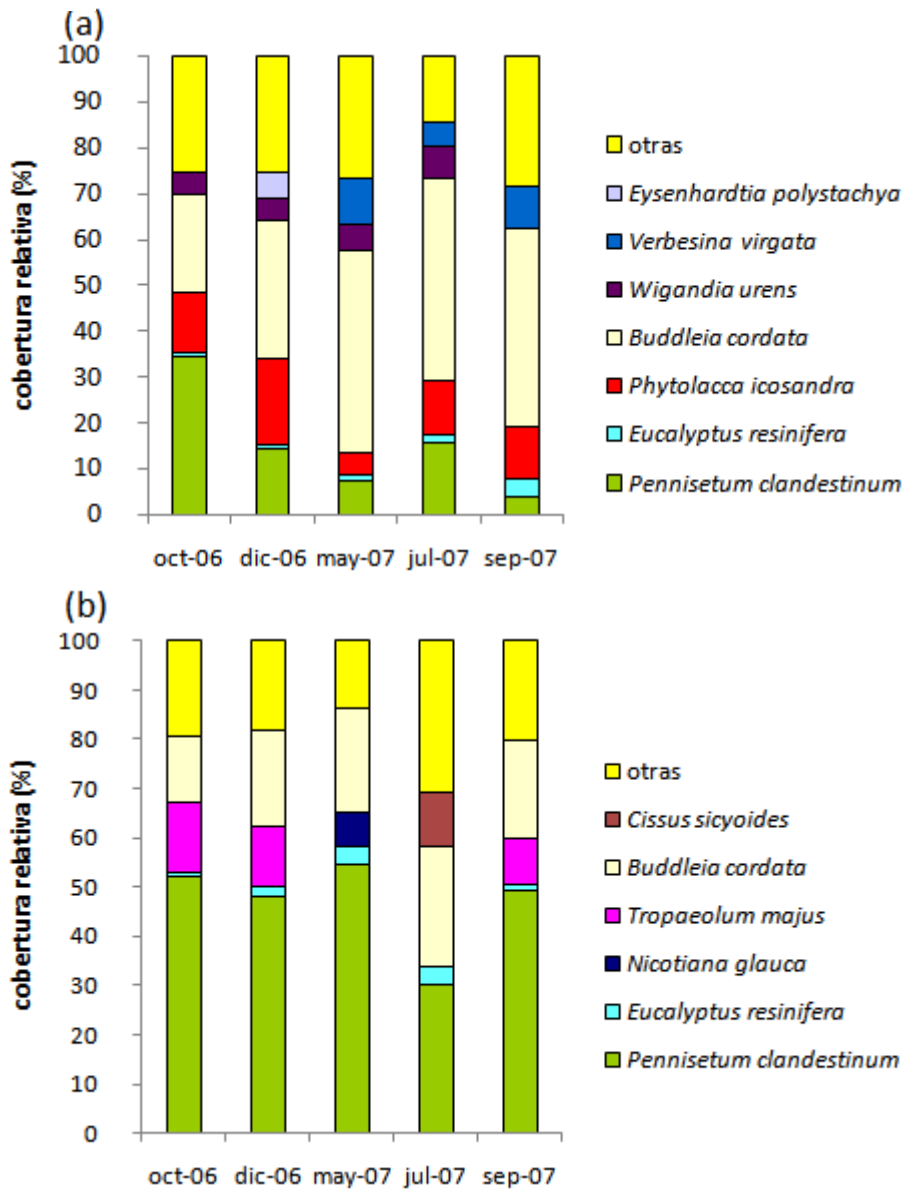 (a)
cobertura relativa (%)
100
90
80
70
60
50
40
30
20
10
0
oct-06 dic-06 may-07 jul-07 sep-07
otras
Eysenhardtia polystachya
Verbesina virgata
Wigandia urens
Buddleia cordata
Phytolacca icosandra
Eucalyptus resinifera
Pennisetum clandestinum
(b)
cobertura relativa (%)
100
90
80
70
60
50
40
30
20
10
0
oct-06 dic-06 may-07 jul-07 sep-07
otras
Cissus sicyoides
Buddleia cordata
Tropaeolum majus
Nicotiana glauca
Eucalyptus resinifera
Pennisetum clandestinum